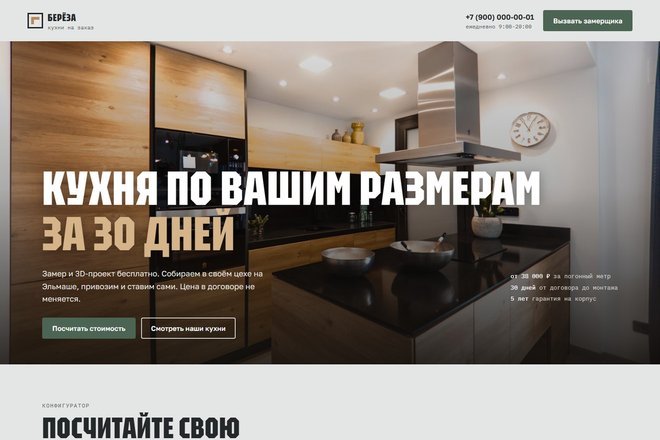 БЕРЁЗА
кухни на заказ
+7 (900) 000-00-01
ежедневно 9:00–20:00
Вызвать замерщика
КУХНЯ ПО ВАШИМ РАЗМЕРАМ
ЗА 30 ДНЕЙ
Замер и 3D-проект бесплатно. Собираем в своём цехе на
Эльмаше, привозим и ставим сами. Цена в договоре не
меняется.
от 38 000 ₽ за погонный метр
30 дней от договора до монтажа
5 лет гарантия на корпус
Посчитать стоимость
Смотреть наши кухни
КОНФИГУРАТОР
ПОСЧИТАЙТЕ СВОЮ